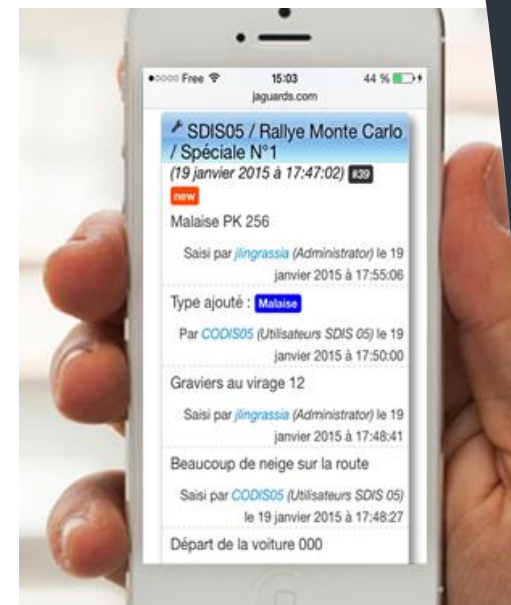 Free 15:03 44 %
jaguards.com
SDIS05 / Rallye Monte Carlo
/ Spéciale N°1
(19 janvier 2015 à 17:47:02) #39
new
Malaise PK 256
Saisi par jlingrassia (Administrator) le 19
janvier 2015 à 17:55:06
Type ajouté : Malaise
Par CODIS05 (Utilisateurs SDIS 05) le 19
janvier 2015 à 17:50:00
Graviers au virage 12
Saisi par jlingrassia (Administrator) le 19
janvier 2015 à 17:48:41
Beaucoup de neige sur la route
Saisi par CODIS05 (Utilisateurs SDIS 05)
le 19 janvier 2015 à 17:48:27
Départ de la voiture 000